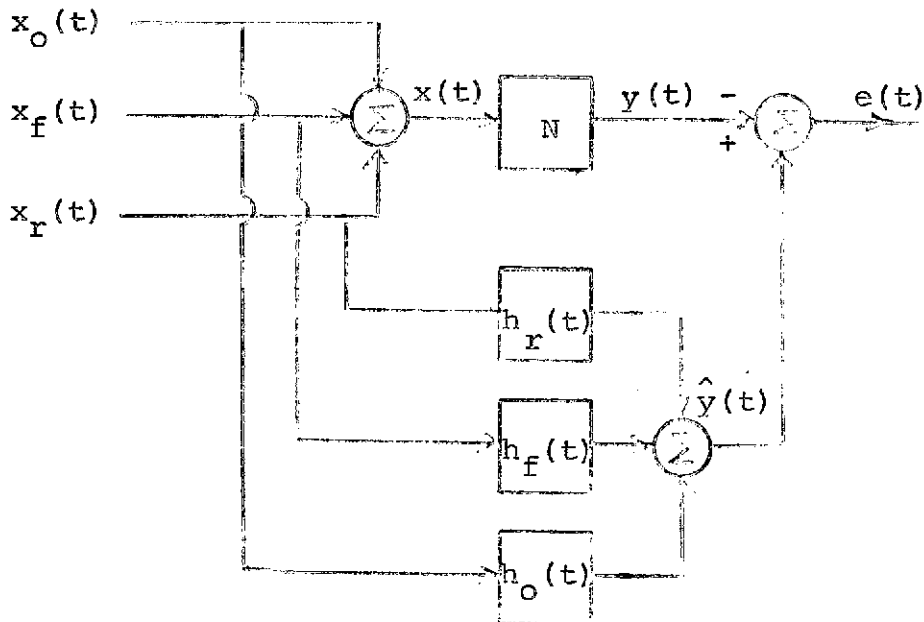 x_o(t)
x_f(t)
x_r(t)
Σ
x(t)
N
y(t)
-
+
Σ
e(t)
h_r(t)
h_f(t)
h_o(t)
ŷ(t)
Σ